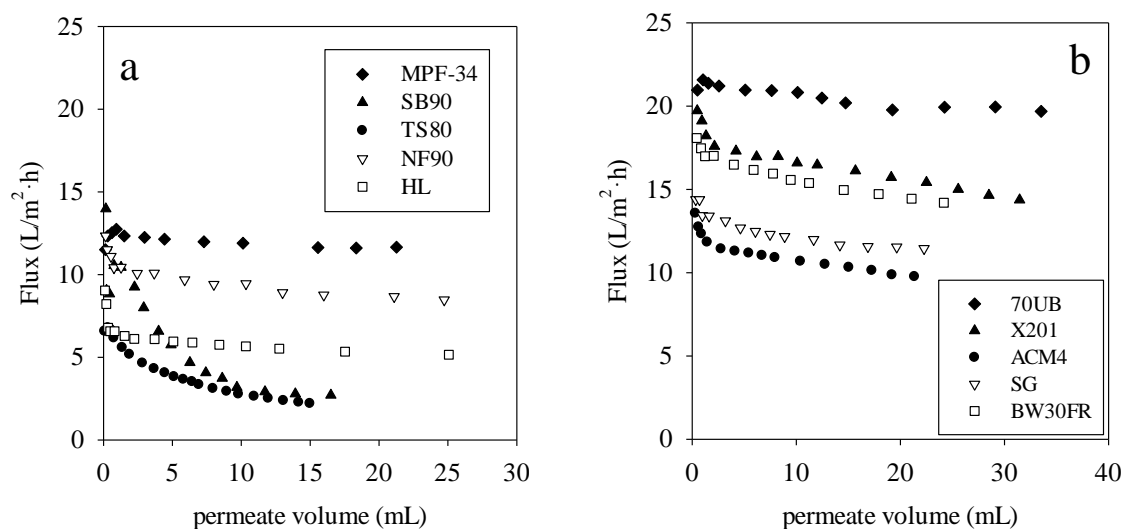 a
MPF-34
SB90
TS80
NF90
HL
Flux (L/m²·h)
25
20
15
10
5
0
0 5 10 15 20 25 30
permeate volume (mL)
b
70UB
X201
ACM4
SG
BW30FR
Flux (L/m²·h)
25
20
15
10
5
0
0 10 20 30 40
permeate volume (mL)